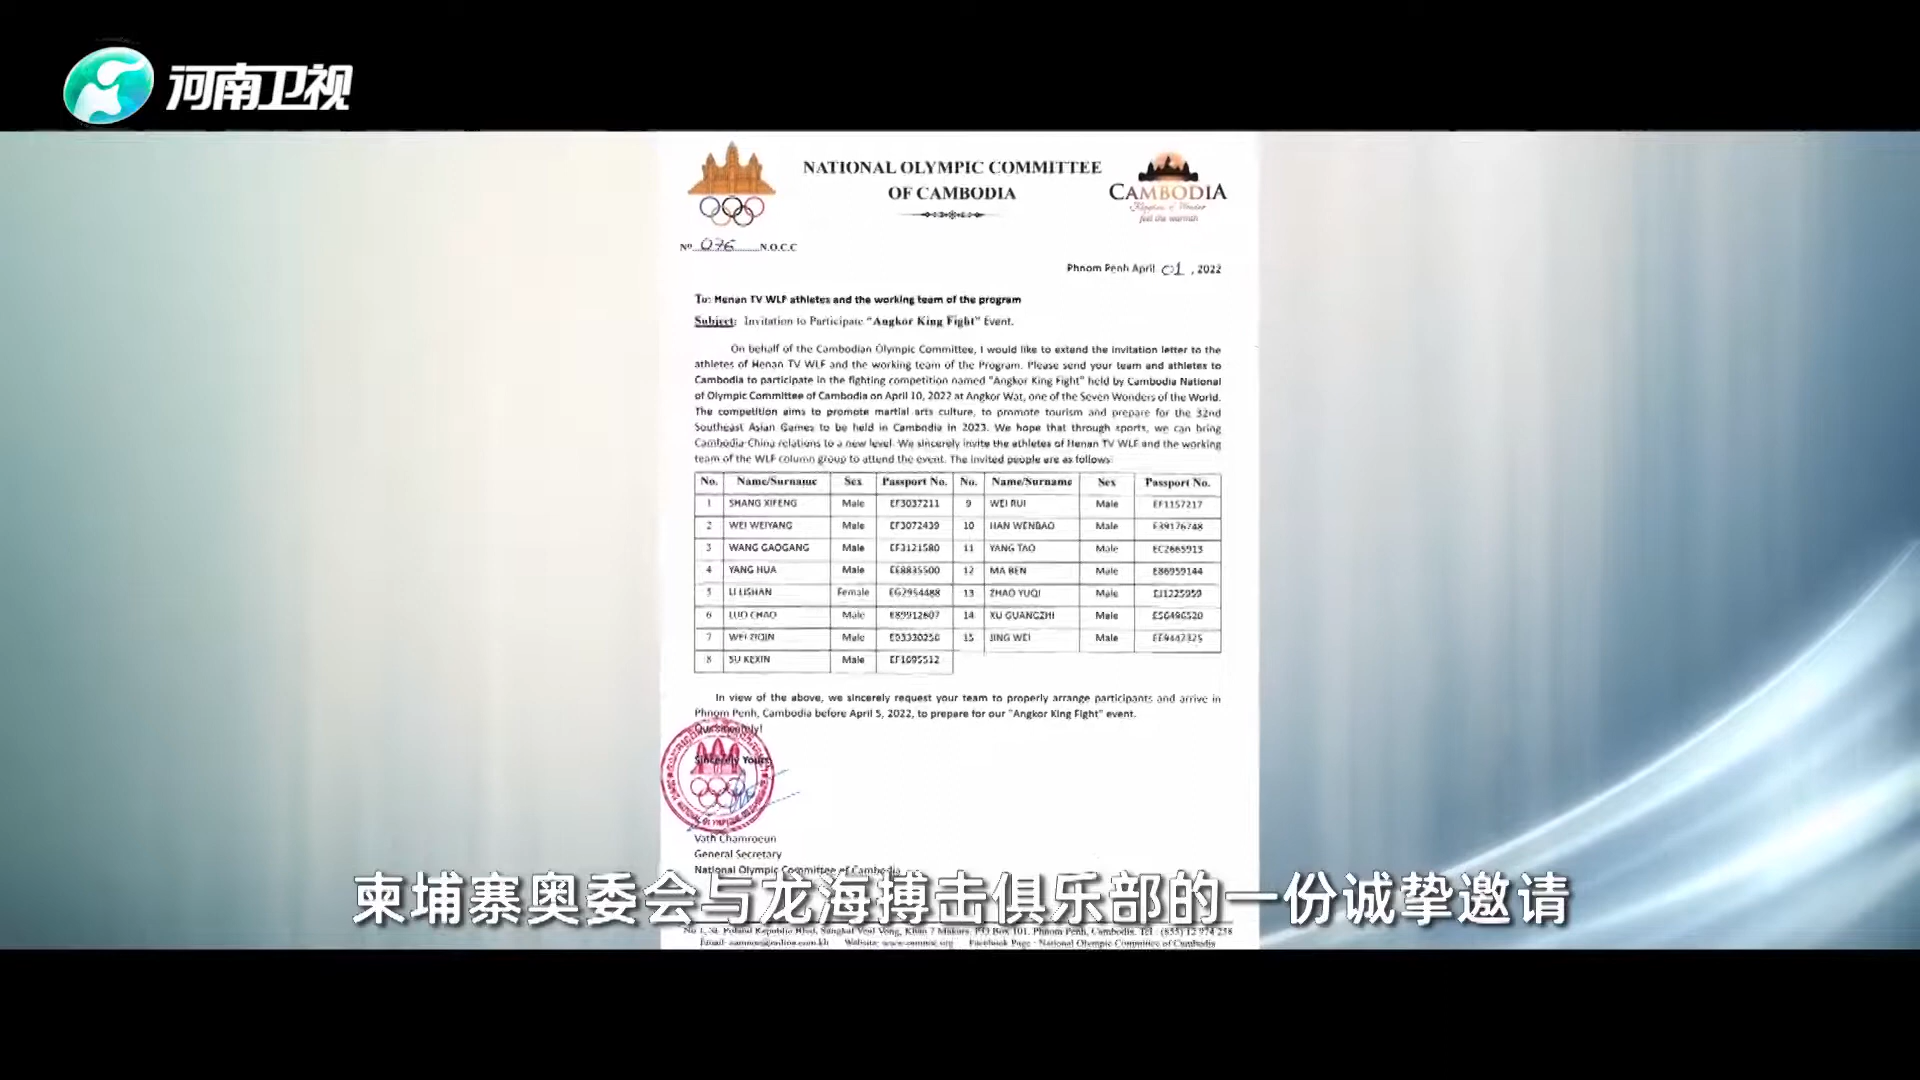 河南卫视
NATIONAL OLYMPIC COMMITTEE
OF CAMBODIA
CAMBODIA
Kingdom of Wonder
feel the warmth
Nº 076 N.O.C.C
Phnom Penh April 01, 2022
To: Henan TV WLF athletes and the working team of the program
Subject: Invitation to Participate "Angkor King Fight" Event.
On behalf of the Cambodian Olympic Committee, I would like to extend the invitation letter to the
athletes of Henan TV WLF and the working team of the Program. Please send your team and athletes to
Cambodia to participate in the fighting competition named "Angkor King Fight" held by Cambodia National
of Olympic Committee of Cambodia on April 10, 2022 at Angkor Wat, one of the Seven Wonders of the World.
The competition aims to promote martial arts culture, to promote tourism and prepare for the 32nd
Southeast Asian Games to be held in Cambodia in 2023. We hope that through sports, we can bring
Cambodia-China relations to a new level. We sincerely invite the athletes of Henan TV WLF and the working
team of the WLF column group to attend the event. The invited people are as follows:
No. Name/Surname Sex Passport No. No. Name/Surname Sex Passport No.
1 SHANG XIFENG Male 9 WEI RUI Male
2 WEI WEIYANG Male 10 HAN WENBAO Male
3 WANG GAOGANG Male 11 YANG TAO Male
4 YANG HUA Male 12 MA BEN Male
5 LI LISHAN Female 13 ZHAO YUQI Male
6 LUO CHAO Male 14 XU GUANGZHI Male
7 WEI ZIQIN Male 15 JING WEI Male
8 SU KEXIN Male
In view of the above, we sincerely request your team to properly arrange participants and arrive in
Phnom Penh, Cambodia before April 5, 2022, to prepare for our "Angkor King Fight" event.
Sincerely Yours
Vath Chamroeun
General Secretary
National Olympic Committee of Cambodia
柬埔寨奥委会与龙海搏击俱乐部的一份诚挚邀请